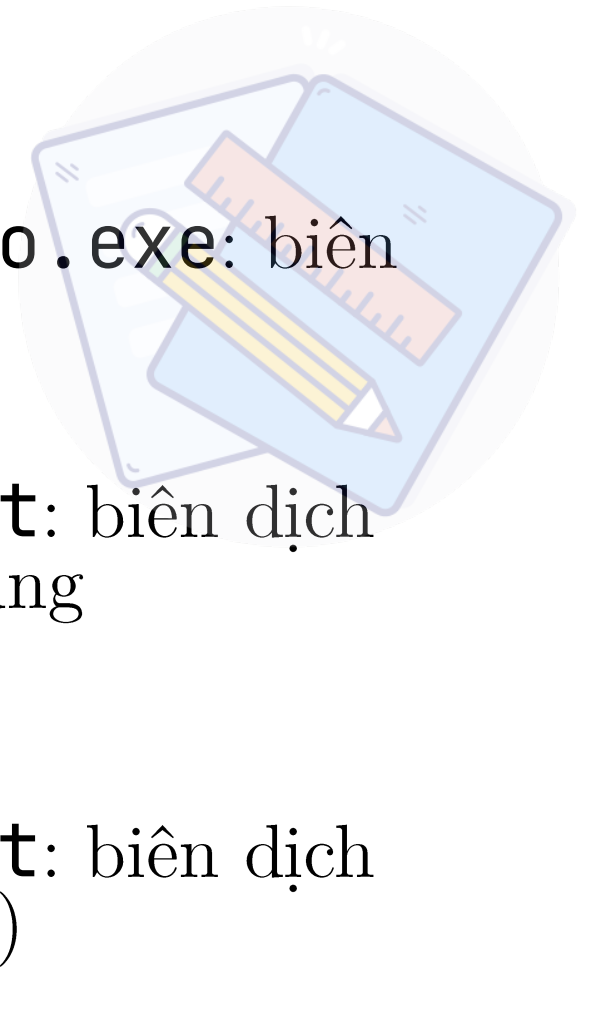 o.exe: biên
t: biên dịch
ng
t: biên dịch
)